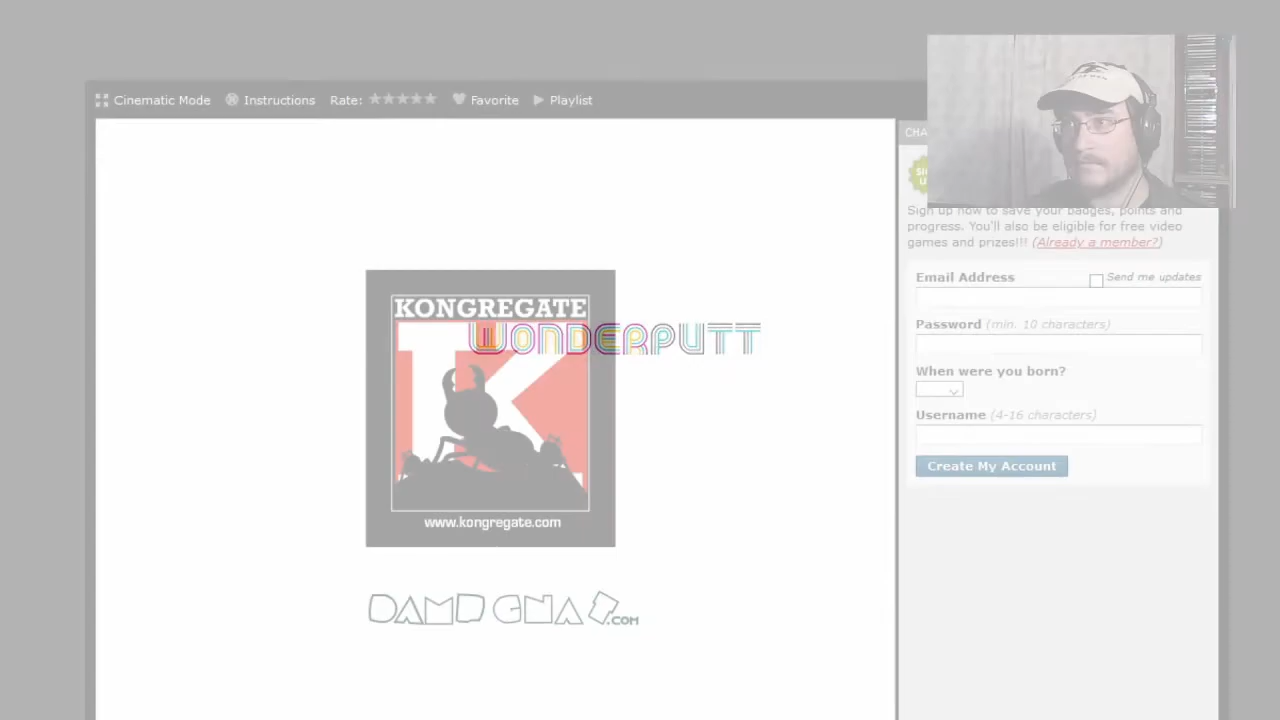 Cinematic Mode Instructions Rate: Favorite Playlist
CHA
Sign up now to save your badges, points and
progress. You'll also be eligible for free video
games and prizes!!! (Already a member?)
Email Address Send me updates
Password (min. 10 characters)
When were you born?
Username (4-16 characters)
Create My Account
KONGREGATE
WONDERPUTT
K
www.kongregate.com
DAMP GNAT.COM